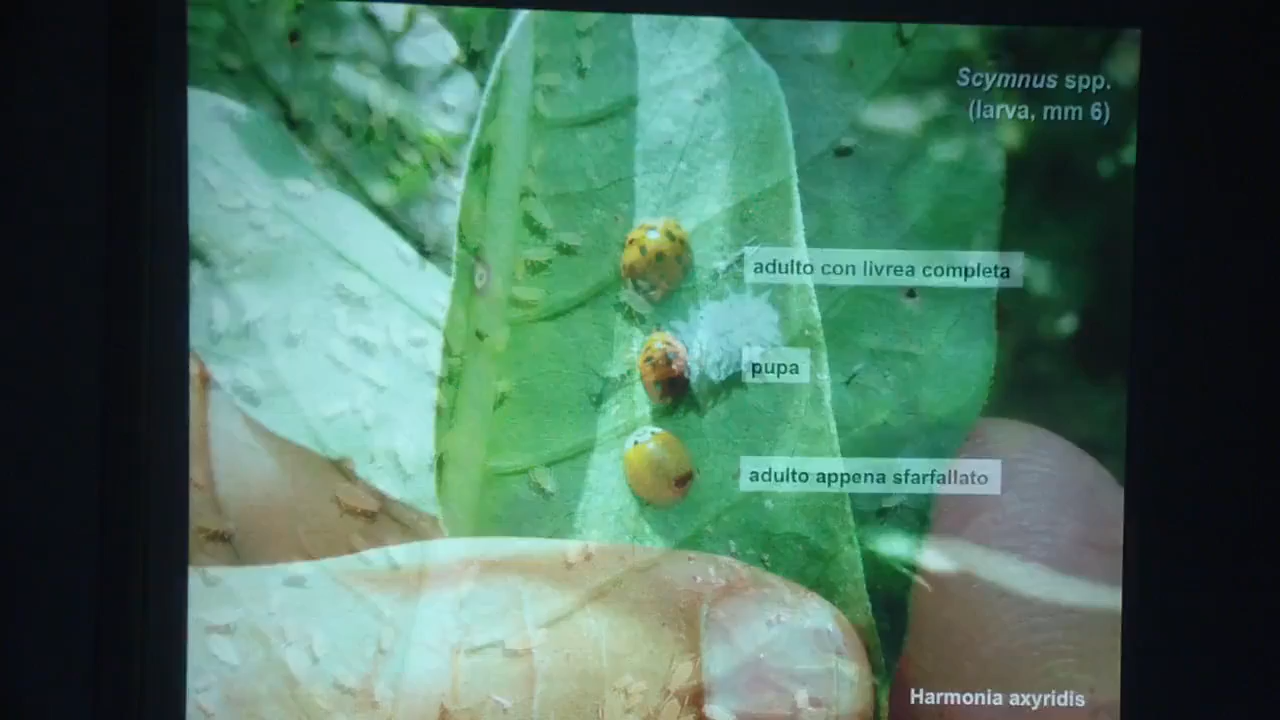 Scymnus spp.
(larva, mm 6)
adulto con livrea completa
pupa
adulto appena sfarfallato
Harmonia axyridis